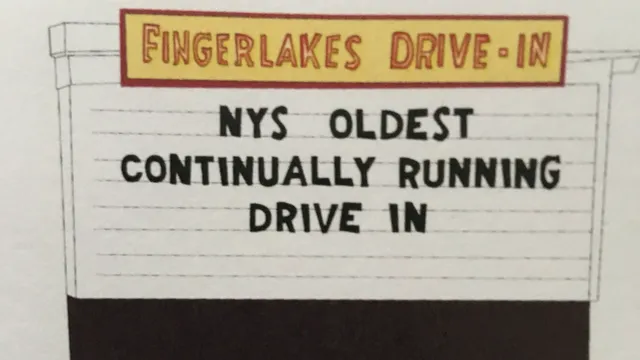 FINGERLAKES DRIVE-IN
NYS OLDEST
CONTINUALLY RUNNING
DRIVE IN